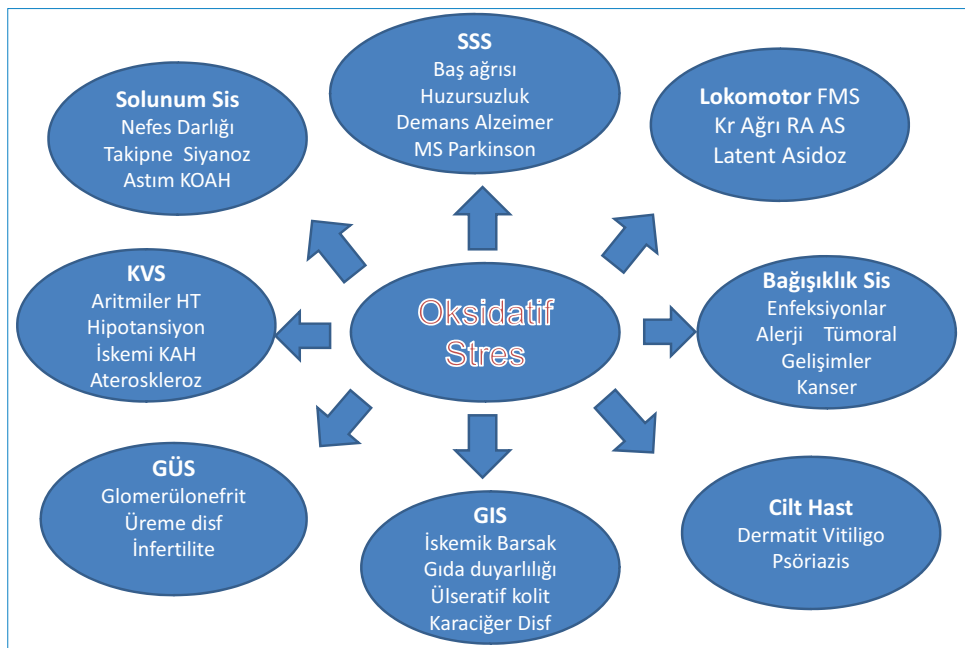 SSS
Baş ağrısı
Huzursuzluk
Demans Alzeimer
MS Parkinson
Solunum Sis
Nefes Darlığı
Takipne Siyanoz
Astım KOAH
Lokomotor FMS
Kr Ağrı RA AS
Latent Asidoz
KVS
Aritmiler HT
Hipotansiyon
İskemi KAH
Ateroskleroz
Oksidatif
Stres
Bağışıklık Sis
Enfeksiyonlar
Alerji Tümoral
Gelişimler
Kanser
GÜS
Glomerülonefrit
Üreme disf
İnfertilite
GIS
İskemik Barsak
Gıda duyarlılığı
Ülseratif kolit
Karaciğer Disf
Cilt Hast
Dermatit Vitiligo
Psöriazis